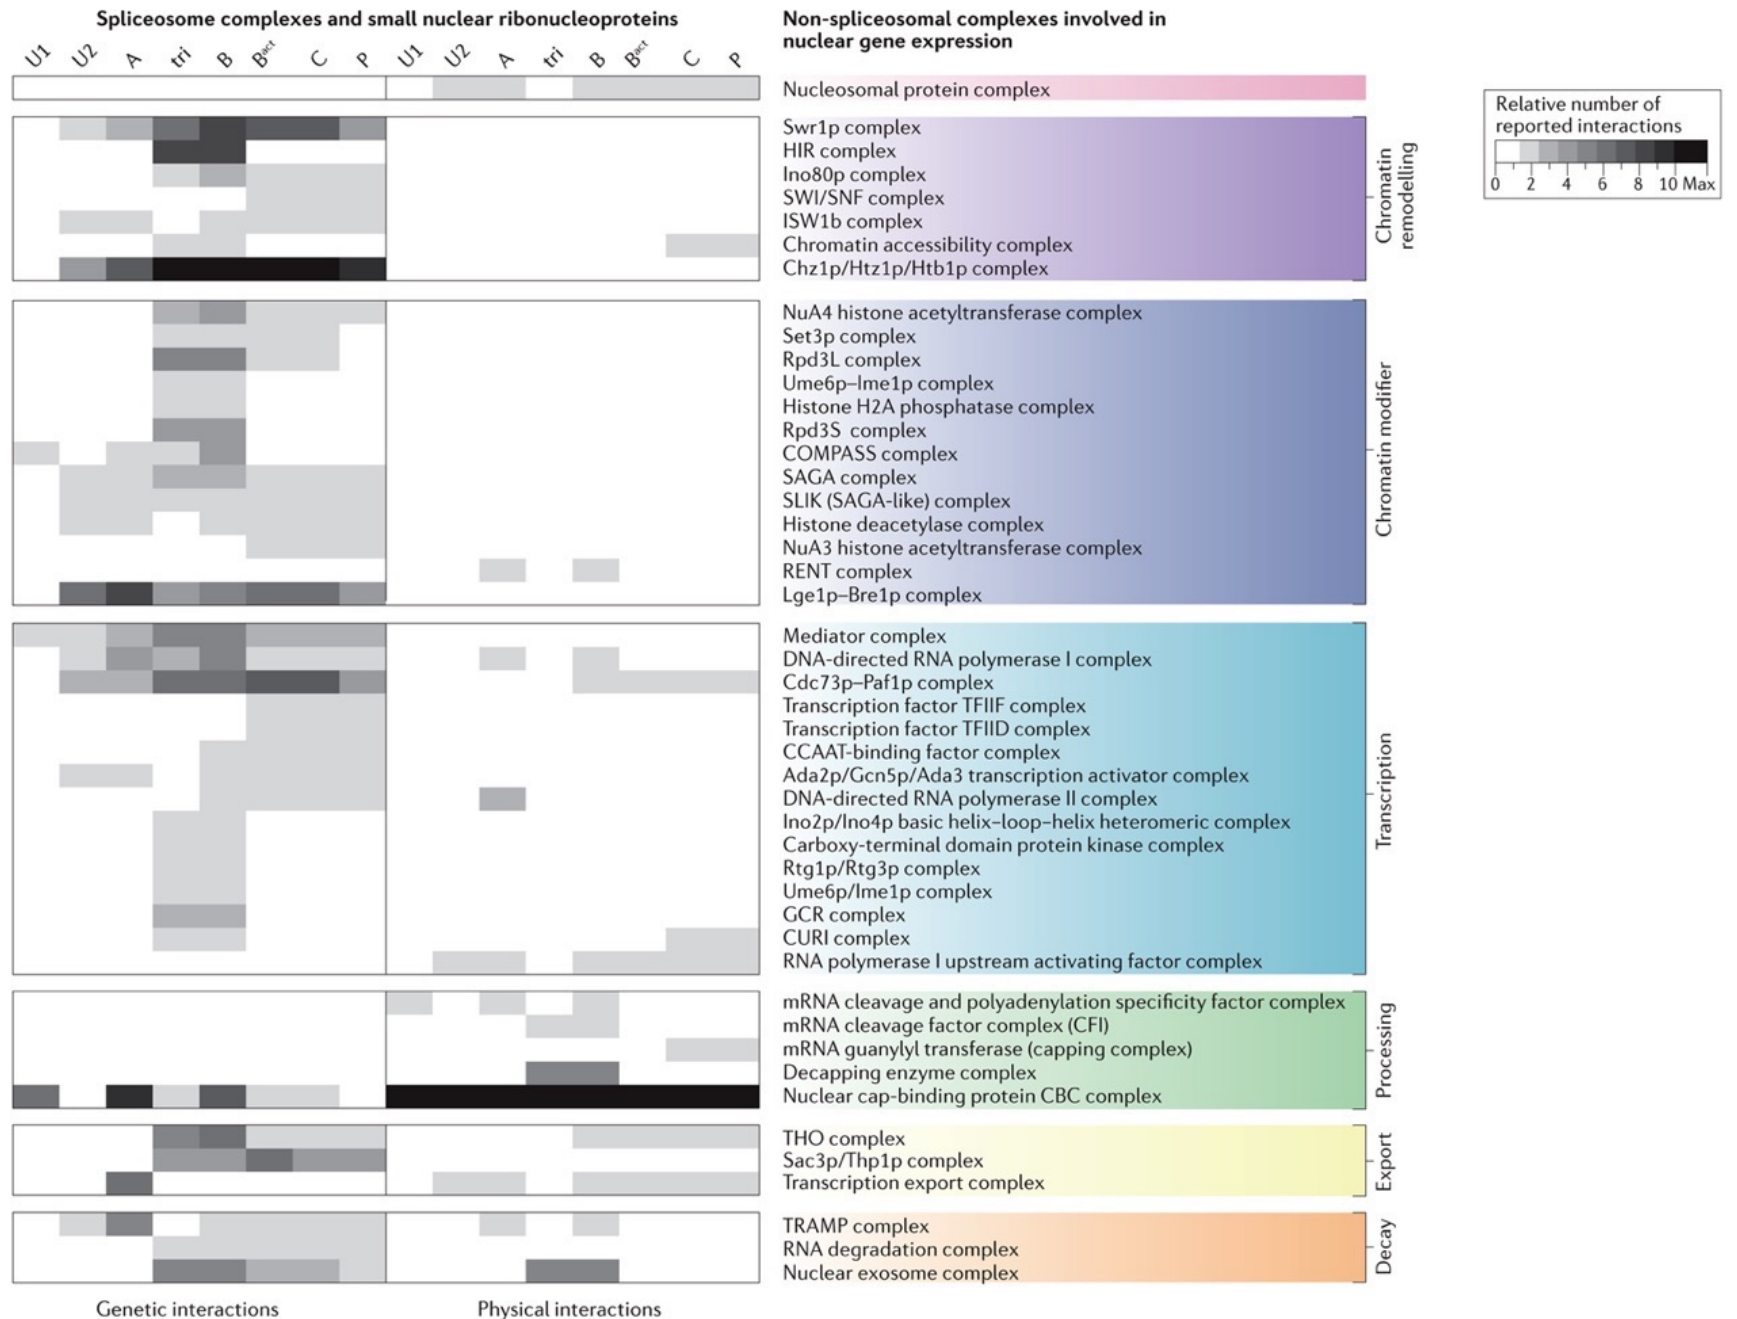 Spliceosome complexes and small nuclear ribonucleoproteins
U1 U2 A tri B Bact C P U1 U2 A tri B Bact C P
Non-spliceosomal complexes involved in
nuclear gene expression
Nucleosomal protein complex
Relative number of
reported interactions
0 2 4 6 8 10 Max
Swr1p complex
HIR complex
Ino80p complex
SWI/SNF complex
ISW1b complex
Chromatin accessibility complex
Chz1p/Htz1p/Htb1p complex
Chromatin
remodelling
NuA4 histone acetyltransferase complex
Set3p complex
Rpd3L complex
Ume6p–Ime1p complex
Histone H2A phosphatase complex
Rpd3S complex
COMPASS complex
SAGA complex
SLIK (SAGA-like) complex
Histone deacetylase complex
NuA3 histone acetyltransferase complex
RENT complex
Lge1p–Bre1p complex
Chromatin modifier
Mediator complex
DNA-directed RNA polymerase I complex
Cdc73p–Paf1p complex
Transcription factor TFIIF complex
Transcription factor TFIID complex
CCAAT-binding factor complex
Ada2p/Gcn5p/Ada3 transcription activator complex
DNA-directed RNA polymerase II complex
Ino2p/Ino4p basic helix–loop–helix heteromeric complex
Carboxy-terminal domain protein kinase complex
Rtg1p/Rtg3p complex
Ume6p/Ime1p complex
GCR complex
CURI complex
RNA polymerase I upstream activating factor complex
Transcription
mRNA cleavage and polyadenylation specificity factor complex
mRNA cleavage factor complex (CFI)
mRNA guanylyl transferase (capping complex)
Decapping enzyme complex
Nuclear cap-binding protein CBC complex
Processing
THO complex
Sac3p/Thp1p complex
Transcription export complex
Export
TRAMP complex
RNA degradation complex
Nuclear exosome complex
Decay
Genetic interactions
Physical interactions